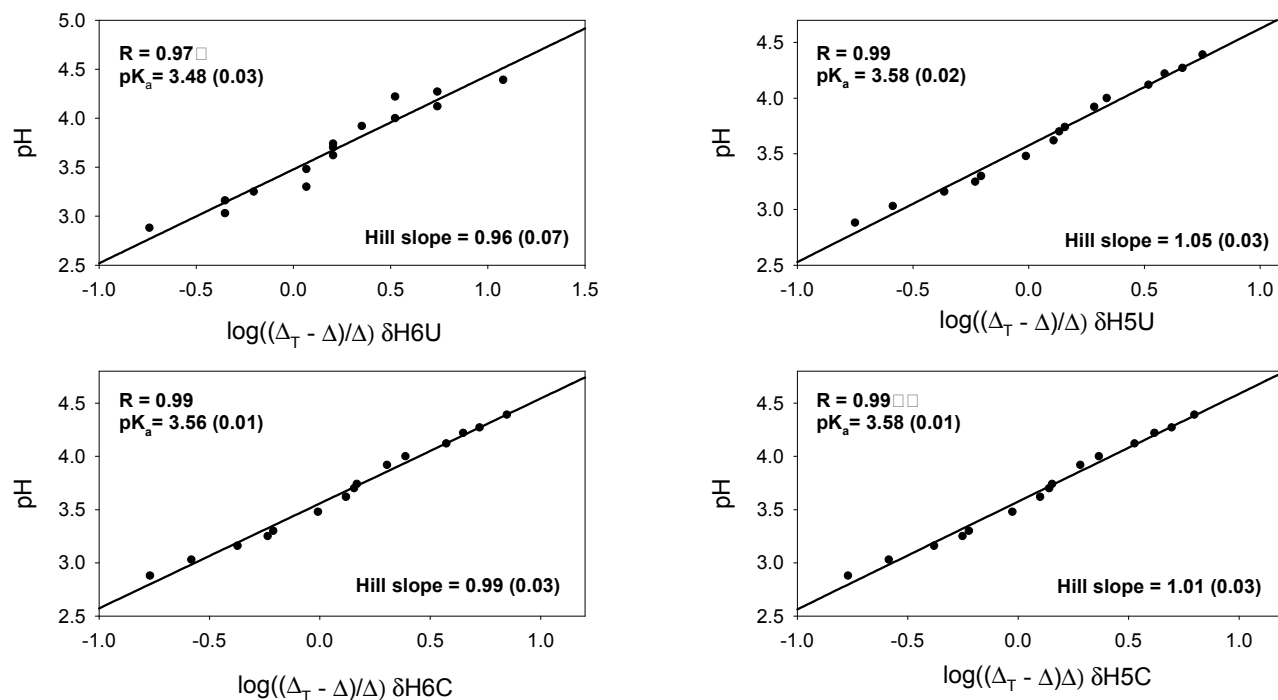 5.0
4.5
4.0
3.5
3.0
2.5
pH
R = 0.97□
pKa= 3.48 (0.03)
Hill slope = 0.96 (0.07)
-1.0 -0.5 0.0 0.5 1.0 1.5
log((ΔT - Δ)/Δ) δH6U
4.5
4.0
3.5
3.0
2.5
pH
R = 0.99
pKa= 3.58 (0.02)
Hill slope = 1.05 (0.03)
-1.0 -0.5 0.0 0.5 1.0
log((ΔT - Δ)/Δ) δH5U
4.5
4.0
3.5
3.0
2.5
pH
R = 0.99
pKa= 3.56 (0.01)
Hill slope = 0.99 (0.03)
-1.0 -0.5 0.0 0.5 1.0
log((ΔT - Δ)/Δ) δH6C
4.5
4.0
3.5
3.0
2.5
pH
R = 0.99□□
pKa= 3.58 (0.01)
Hill slope = 1.01 (0.03)
-1.0 -0.5 0.0 0.5 1.0
log((ΔT - Δ)Δ) δH5C